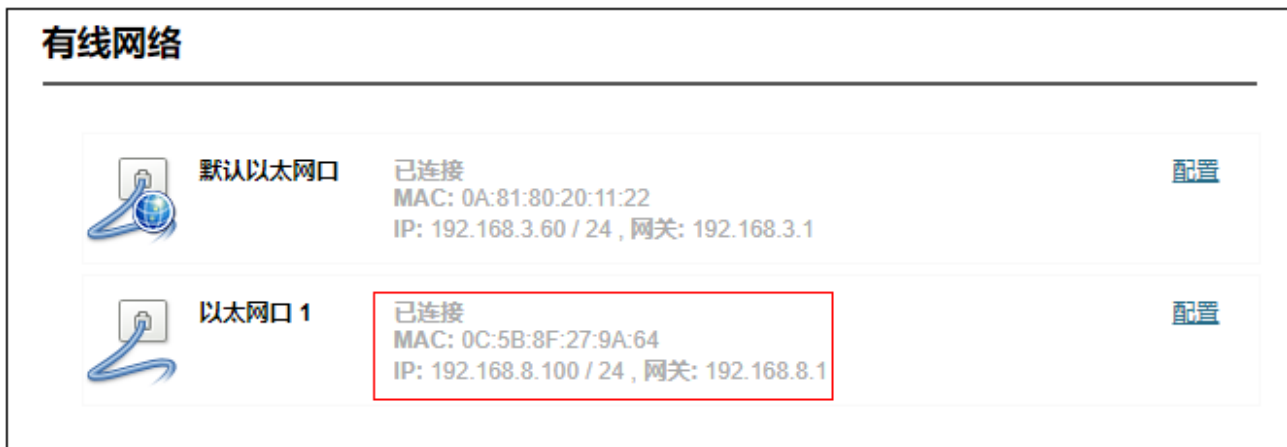 有线网络
默认以太网口
已连接
MAC: 0A:81:80:20:11:22
IP: 192.168.3.60 / 24 , 网关: 192.168.3.1
配置
以太网口 1
已连接
MAC: 0C:5B:8F:27:9A:64
IP: 192.168.8.100 / 24 , 网关: 192.168.8.1
配置